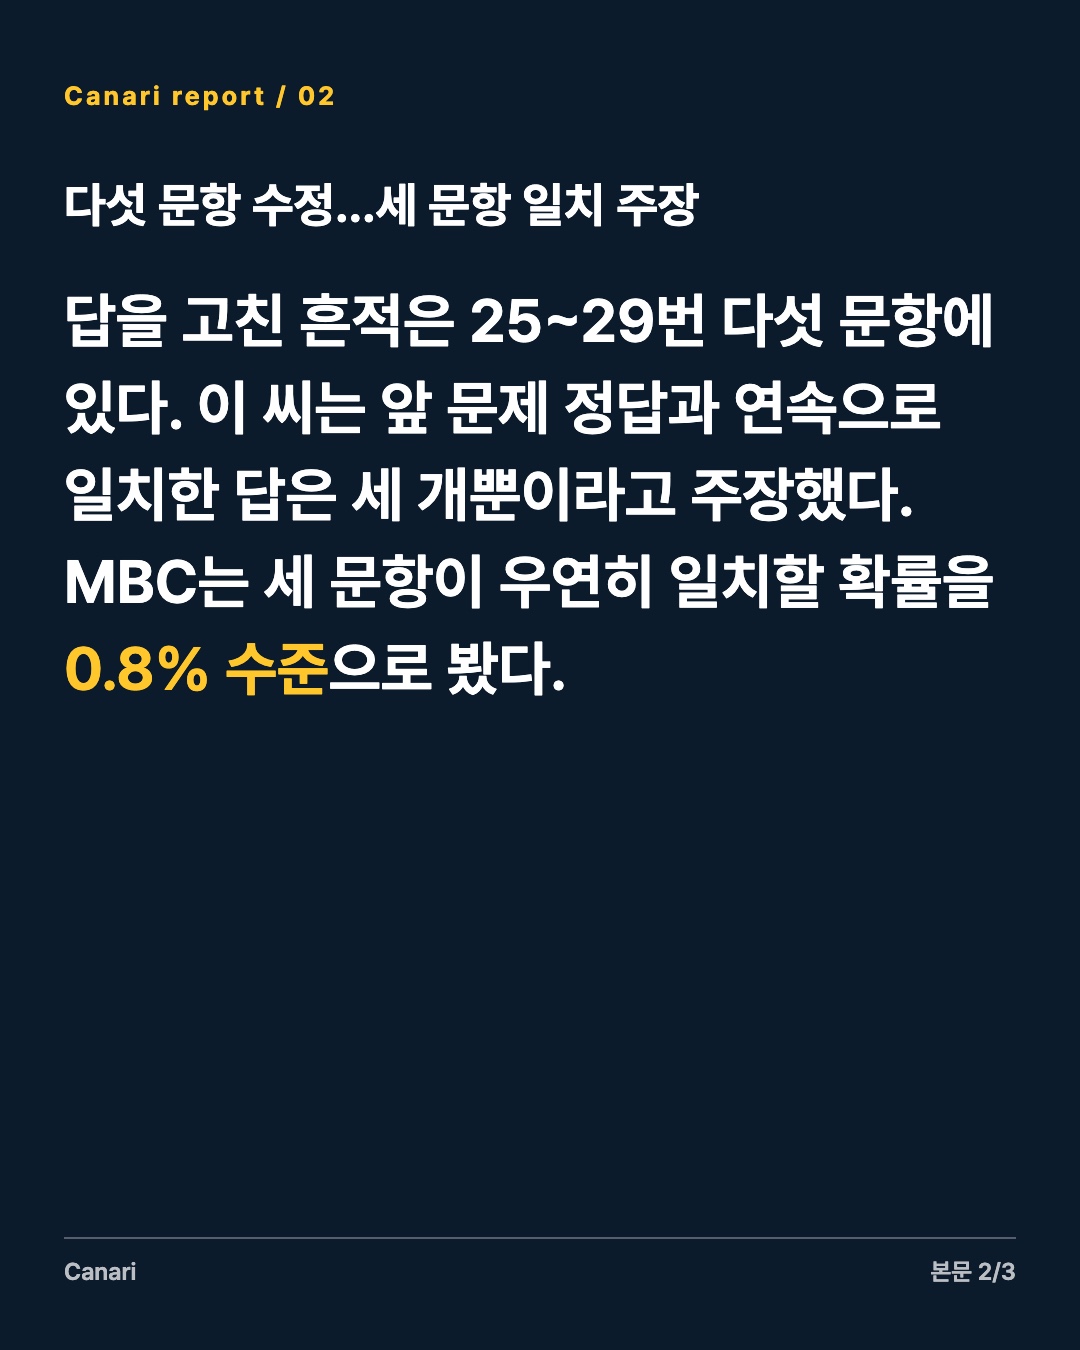 Canari report / 02
다섯 문항 수정...세 문항 일치 주장
답을 고친 흔적은 25~29번 다섯 문항에
있다. 이 씨는 앞 문제 정답과 연속으로
일치한 답은 세 개뿐이라고 주장했다.
MBC는 세 문항이 우연히 일치할 확률을
0.8% 수준으로 봤다.
Canari
본문 2/3